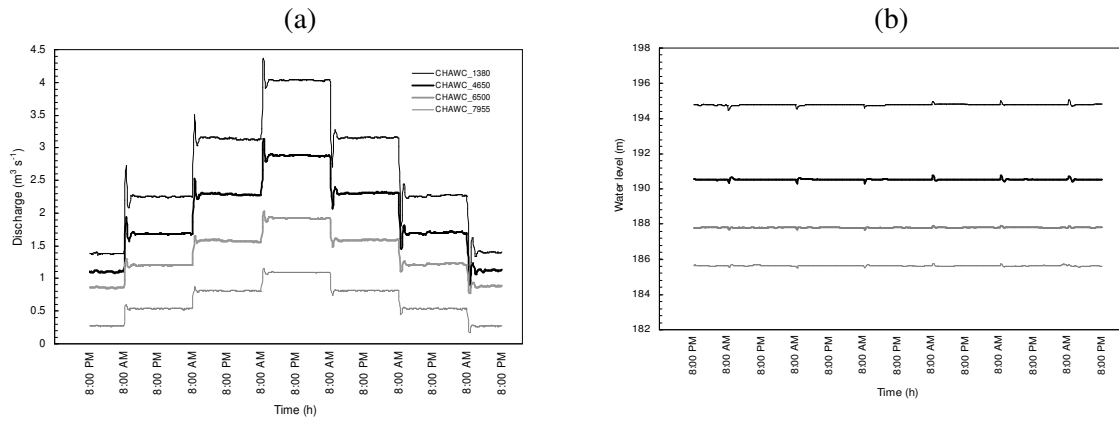 (a)
4.5
4
3.5
3
2.5
2
1.5
1
0.5
0
Discharge (m³ s⁻¹)
CHAWC_1380
CHAWC_4650
CHAWC_6500
CHAWC_7955
8:00 PM
8:00 AM
8:00 PM
8:00 AM
8:00 PM
8:00 AM
8:00 PM
8:00 AM
8:00 PM
8:00 AM
8:00 PM
8:00 AM
8:00 PM
Time (h)
(b)
198
196
194
192
190
188
186
184
182
Water level (m)
8:00 PM
8:00 AM
8:00 PM
8:00 AM
8:00 PM
8:00 AM
8:00 PM
8:00 AM
8:00 PM
8:00 AM
8:00 PM
8:00 AM
8:00 PM
Time (h)